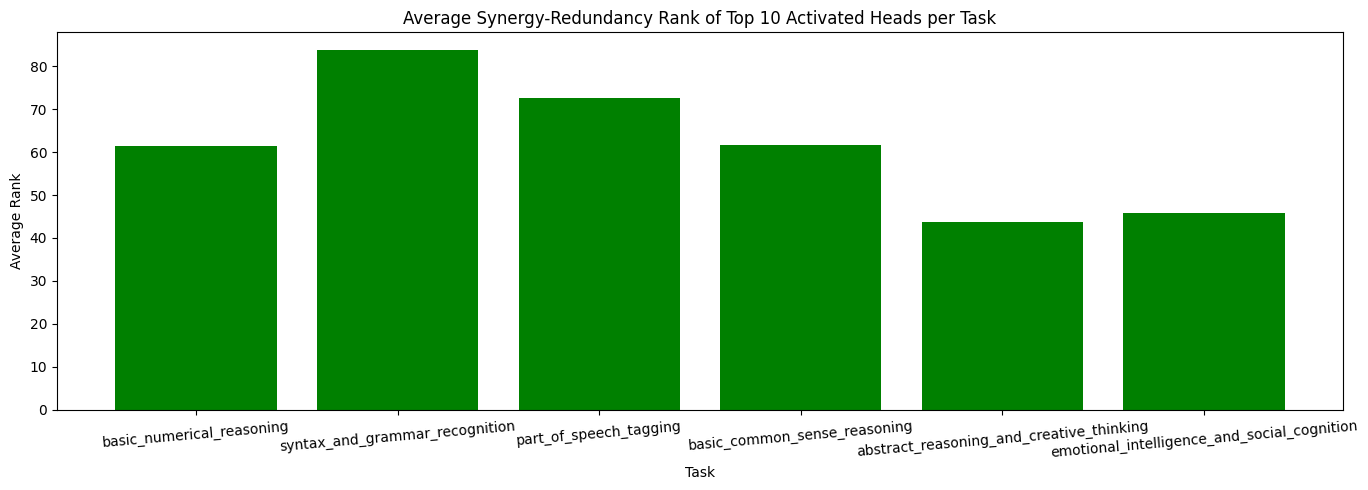 Average Synergy-Redundancy Rank of Top 10 Activated Heads per Task
Average Rank
80
70
60
50
40
30
20
10
0
basic_numerical_reasoning
syntax_and_grammar_recognition
part_of_speech_tagging
basic_common_sense_reasoning
abstract_reasoning_and_creative_thinking
emotional_intelligence_and_social_cognition
Task